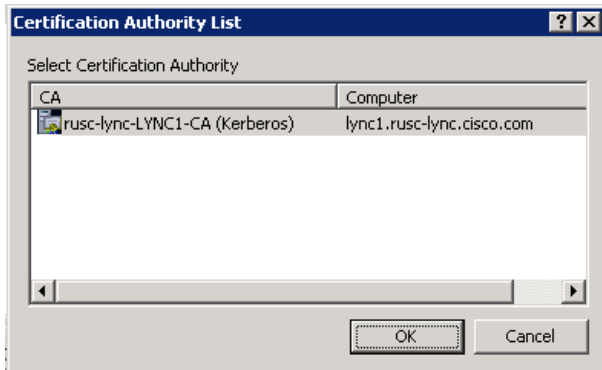 Certification Authority List
Select Certification Authority
CA Computer
rusc-lync-LYNC1-CA (Kerberos) lync1.rusc-lync.cisco.com
OK Cancel